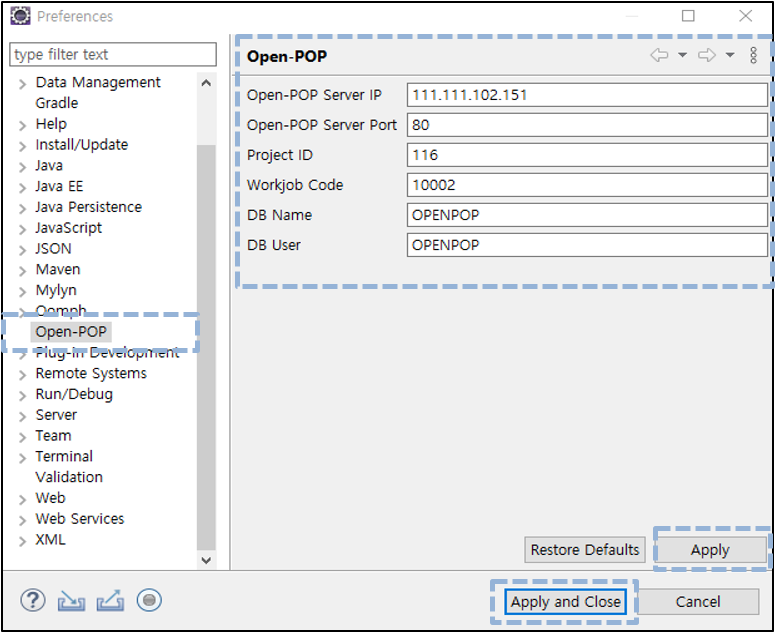 Preferences
type filter text
Data Management
Gradle
Help
Install/Update
Java
Java EE
Java Persistence
JavaScript
JSON
Maven
Mylyn
Oomph
Open-POP
Plug-in Development
Remote Systems
Run/Debug
Server
Team
Terminal
Validation
Web
Web Services
XML
Open-POP
Open-POP Server IP 111.111.102.151
Open-POP Server Port 80
Project ID 116
Workjob Code 10002
DB Name OPENPOP
DB User OPENPOP
Restore Defaults Apply
? Apply and Close Cancel